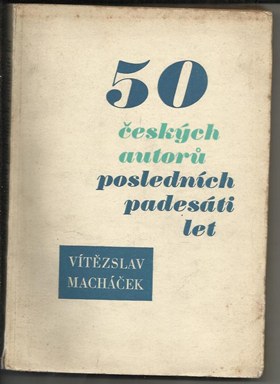 50
českých
autorů
posledních
padesáti
let
VÍTĚZSLAV
MACHÁČEK